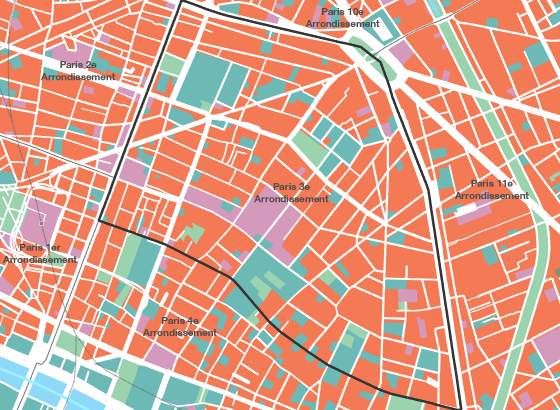 Paris 10e
Arrondissement
Paris 2e
Arrondissement
Paris 3e
Arrondissement
Paris 11e
Arrondissement
Paris 1er
Arrondissement
Paris 4e
Arrondissement